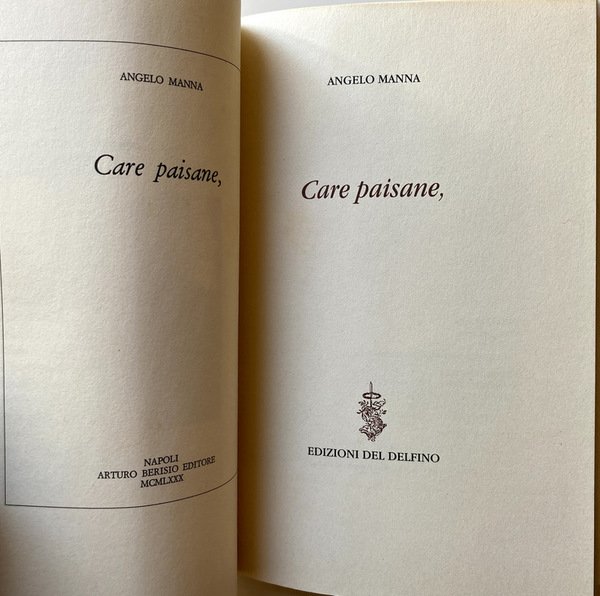 ANGELO MANNA
Care paisane,
NAPOLI
ARTURO BERISIO EDITORE
MCMLXXX
ANGELO MANNA
Care paisane,
EDIZIONI DEL DELFINO